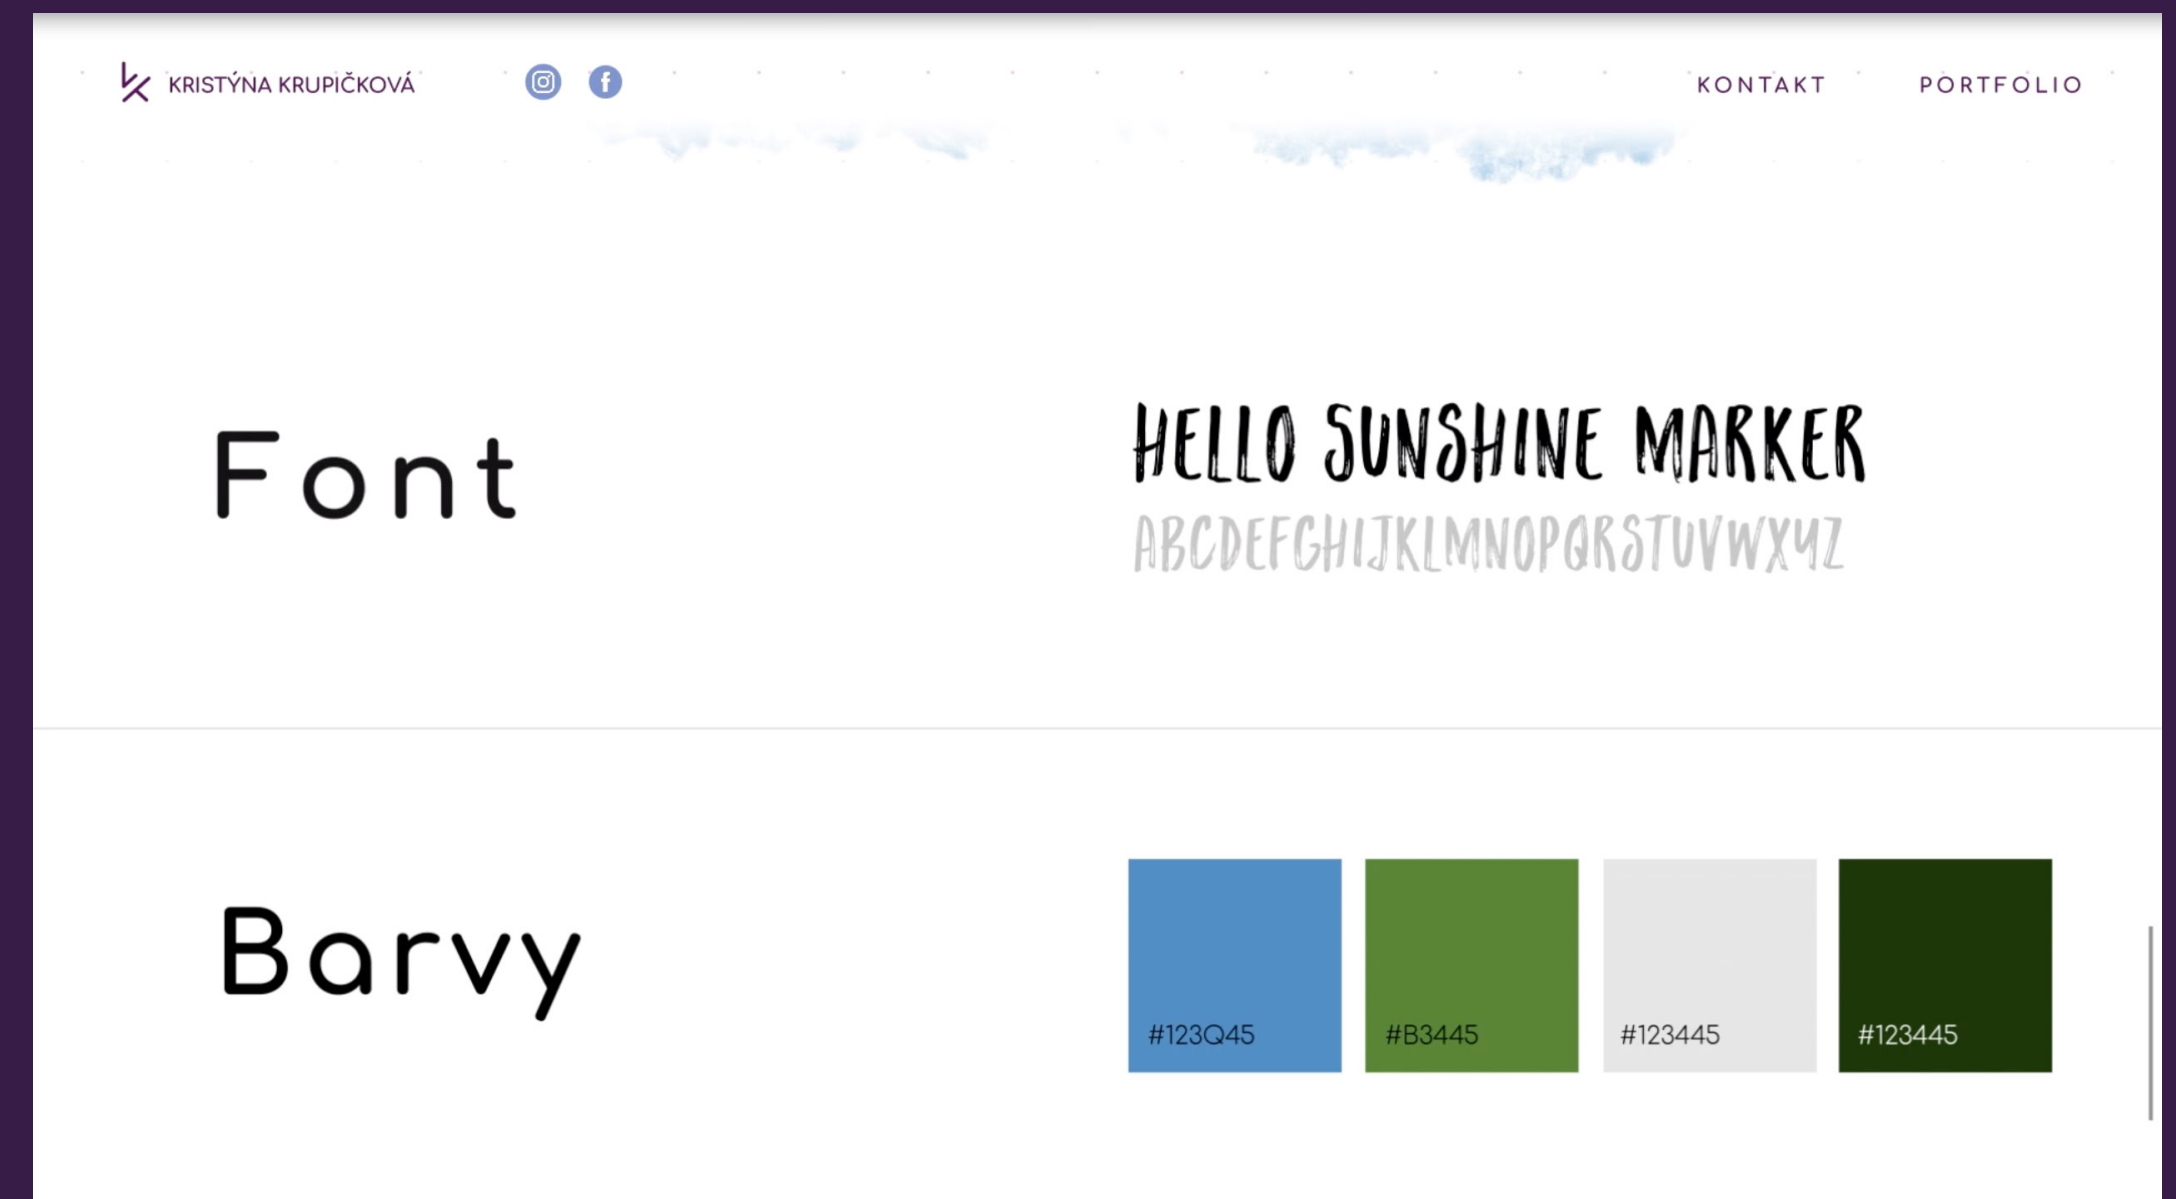 KRISTÝNA KRUPIČKOVÁ
KONTAKT PORTFOLIO
Font
HELLO SUNSHINE MARKER
ABCDEFGHIJKLMNOPQRSTUVWXYZ
Barvy
#123Q45 #B3445 #123445 #123445